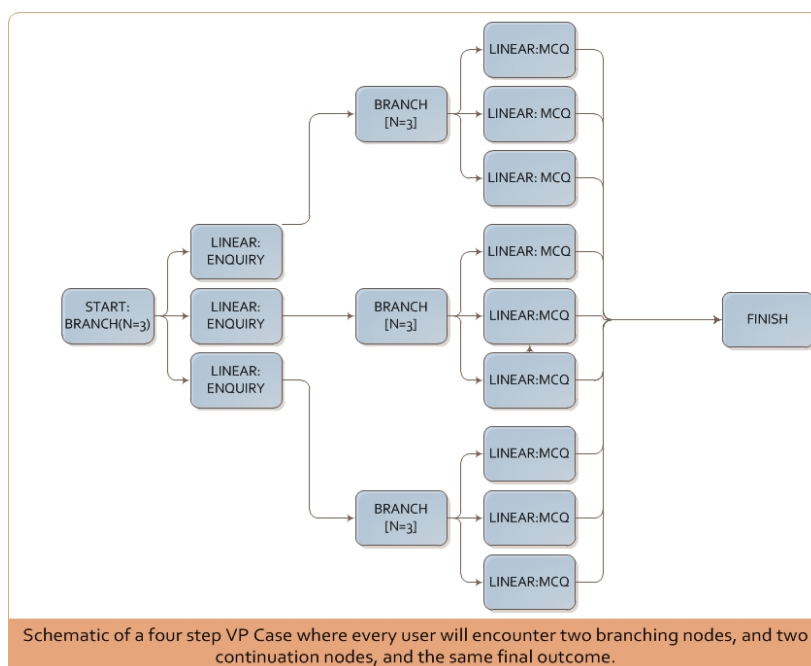 LINEAR:MCQ
BRANCH
[N=3]
LINEAR: MCQ
LINEAR: MCQ
LINEAR:
ENQUIRY
LINEAR: MCQ
START:
BRANCH(N=3)
LINEAR:
ENQUIRY
BRANCH
[N=3]
LINEAR:MCQ
FINISH
LINEAR:
ENQUIRY
LINEAR:MCQ
LINEAR:MCQ
BRANCH
[N=3]
LINEAR:MCQ
LINEAR:MCQ
Schematic of a four step VP Case where every user will encounter two branching nodes, and two
continuation nodes, and the same final outcome.